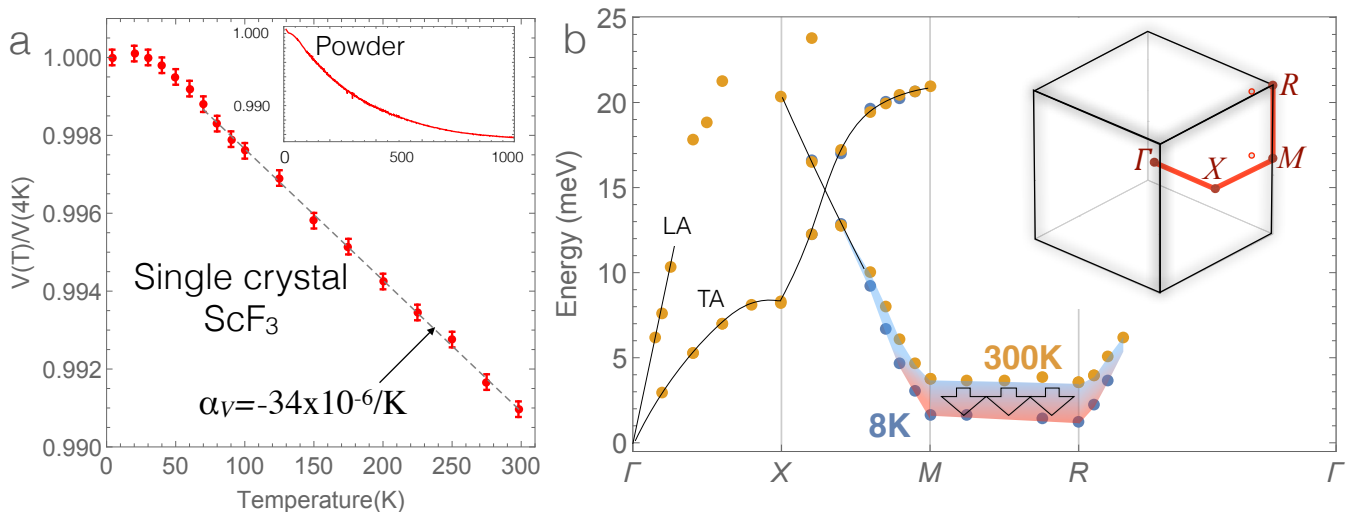 a
V(T)/V(4K)
1.000
0.998
0.996
0.994
0.992
0.990
0
50
100
150
200
250
300
Temperature(K)
Single crystal
ScF₃
αV=-34x10⁻⁶/K
Powder
1.000
0.990
0
500
1000
b
Energy (meV)
25
20
15
10
5
0
LA
TA
300K
8K
Γ
X
M
R
Γ
R
Γ
X
M